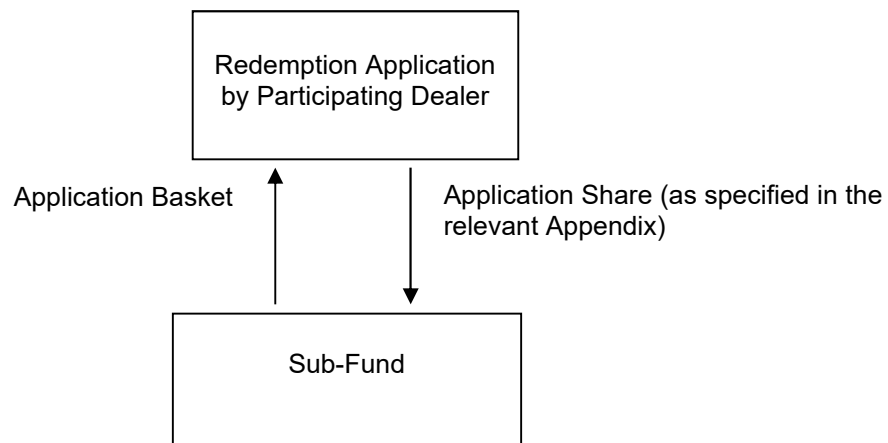 Redemption Application
by Participating Dealer
Application Basket
Application Share (as specified in the
relevant Appendix)
Sub-Fund